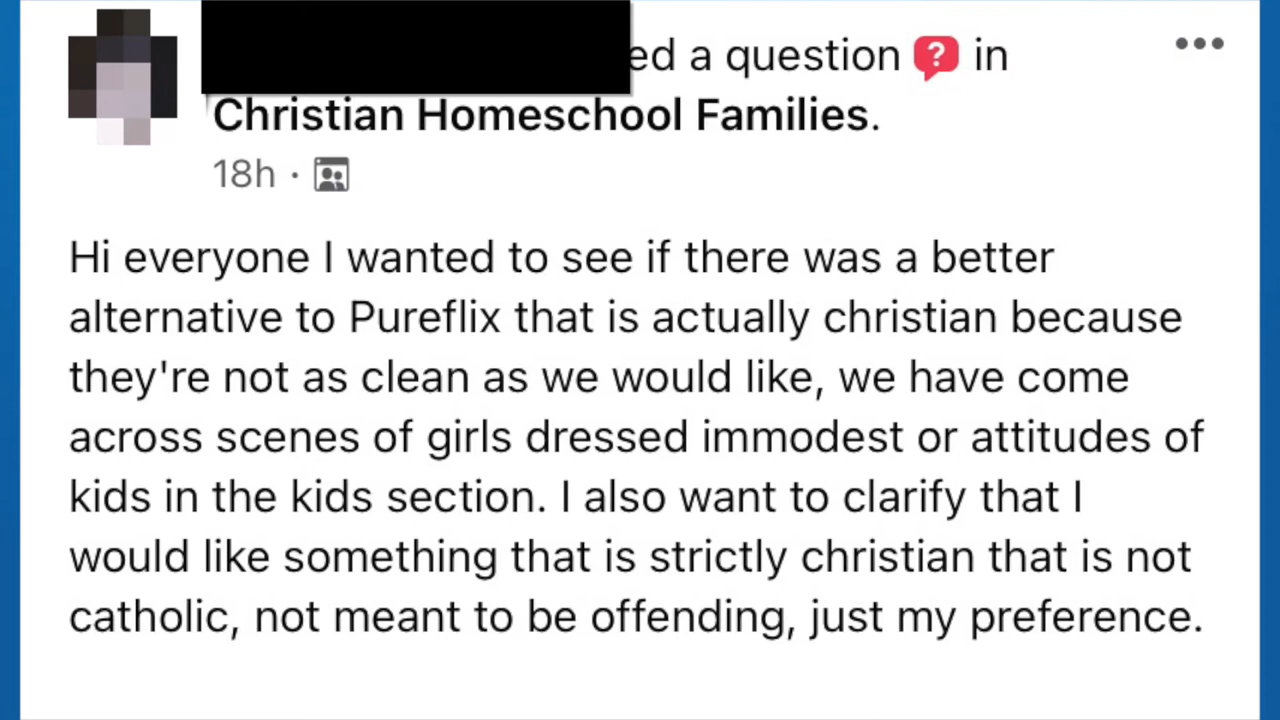 ed a question ? in
Christian Homeschool Families.
18h ·
Hi everyone I wanted to see if there was a better
alternative to Pureflix that is actually christian because
they're not as clean as we would like, we have come
across scenes of girls dressed immodest or attitudes of
kids in the kids section. I also want to clarify that I
would like something that is strictly christian that is not
catholic, not meant to be offending, just my preference.